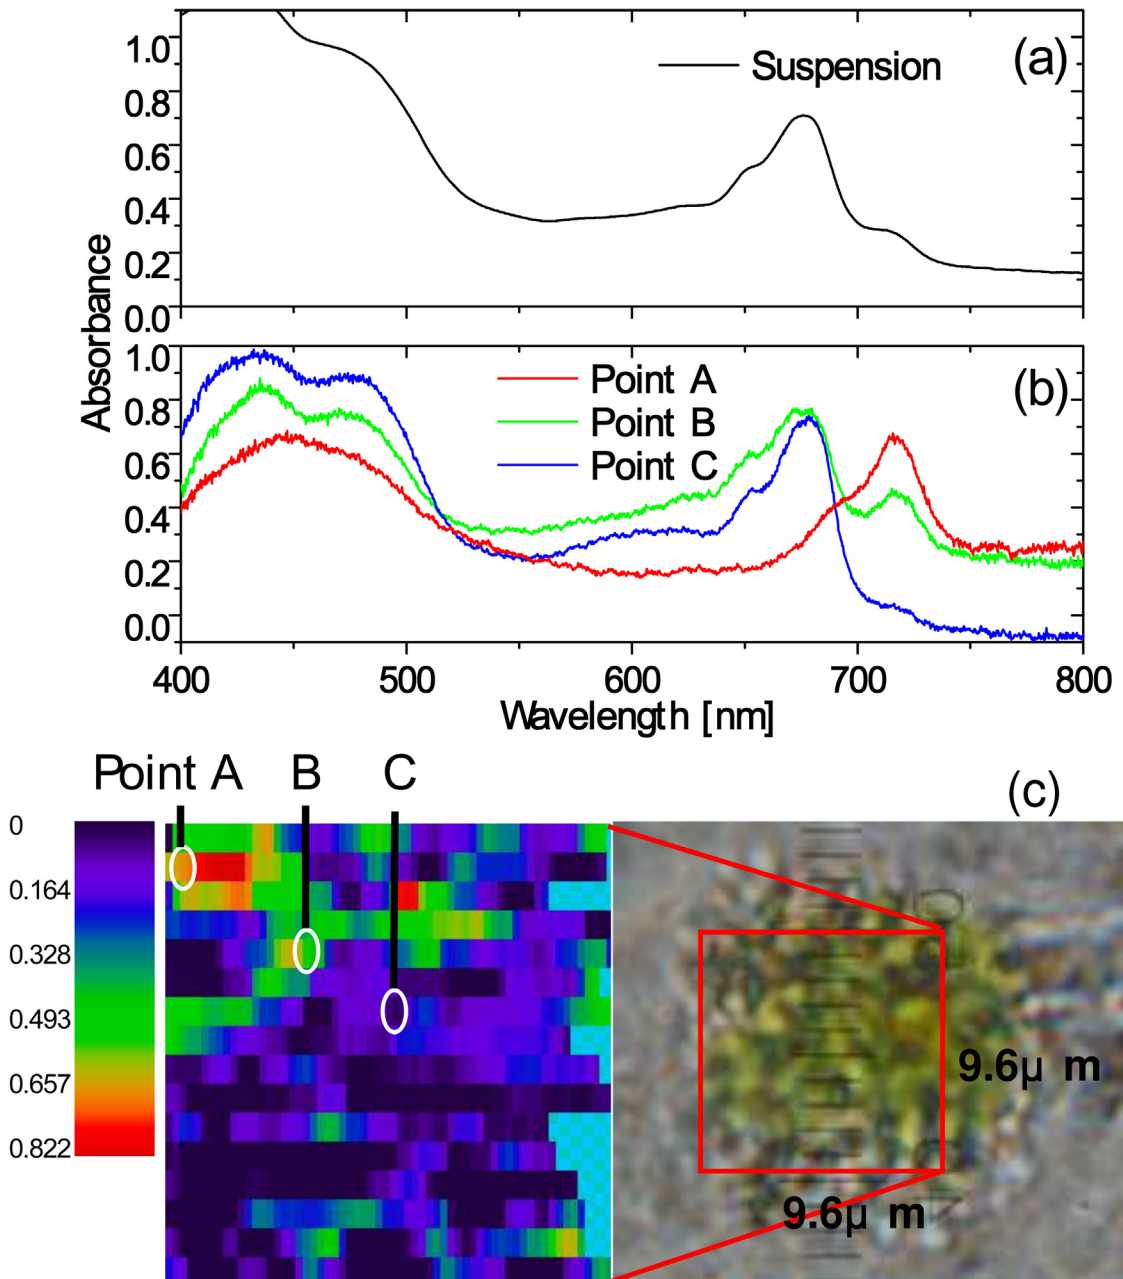 (a)
Suspension
1.0
0.8
0.6
0.4
0.2
0.0
Absorbance
(b)
Point A
Point B
Point C
1.0
0.8
0.6
0.4
0.2
0.0
400 500 600 700 800
Wavelength [nm]
Point A B C
(c)
0
0.164
0.328
0.493
0.657
0.822
9.6μ m
9.6μ m